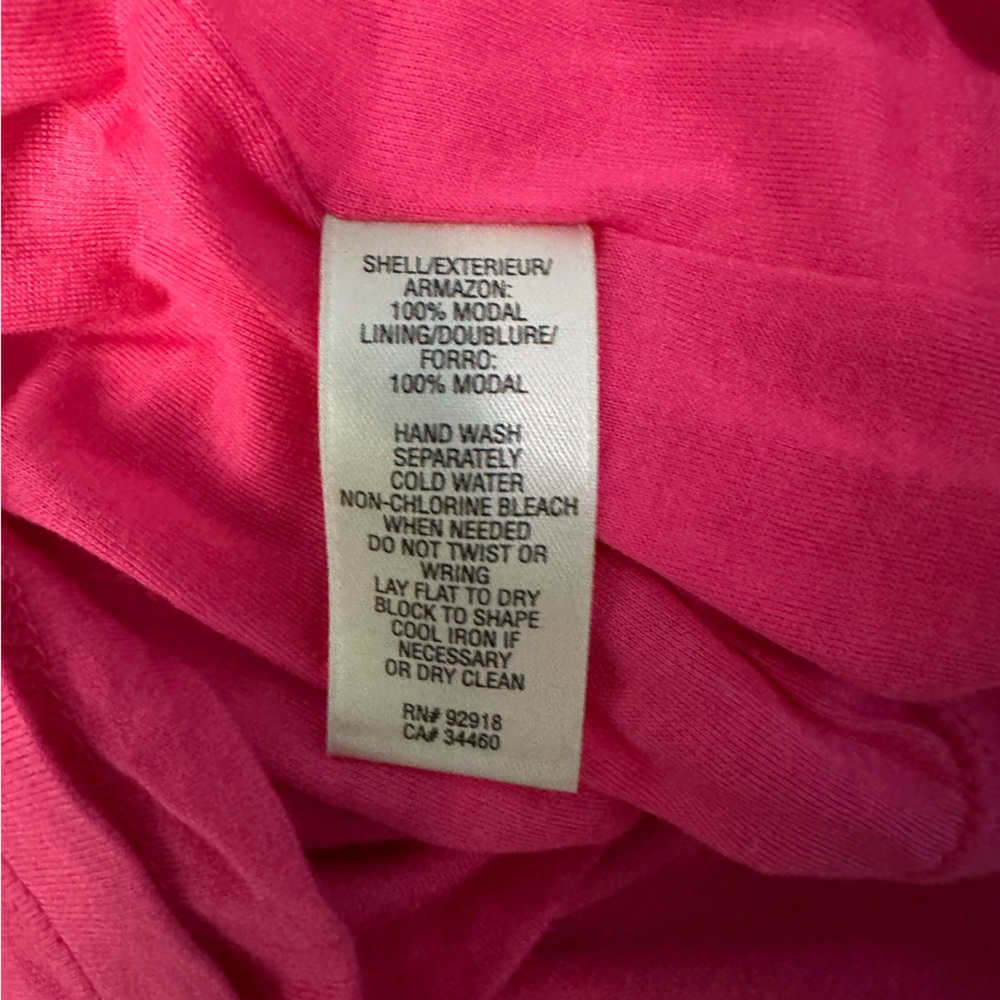 SHELL/EXTERIEUR/
ARMAZON:
100% MODAL
LINING/DOUBLURE/
FORRO:
100% MODAL
HAND WASH
SEPARATELY
COLD WATER
NON-CHLORINE BLEACH
WHEN NEEDED
DO NOT TWIST OR
WRING
LAY FLAT TO DRY
BLOCK TO SHAPE
COOL IRON IF
NECESSARY
OR DRY CLEAN
RN# 92918
CA# 34460